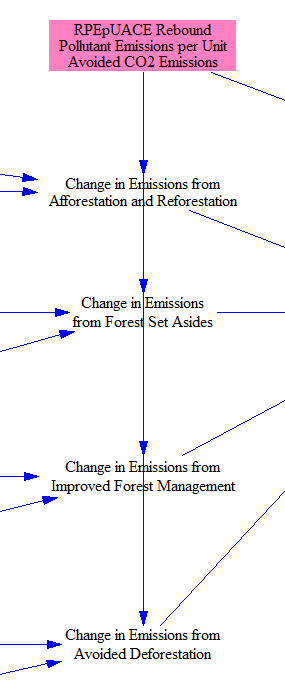 RPEpUACE Rebound
Pollutant Emissions per Unit
Avoided CO2 Emissions
Change in Emissions from
Afforestation and Reforestation
Change in Emissions
from Forest Set Asides
Change in Emissions from
Improved Forest Management
Change in Emissions from
Avoided Deforestation